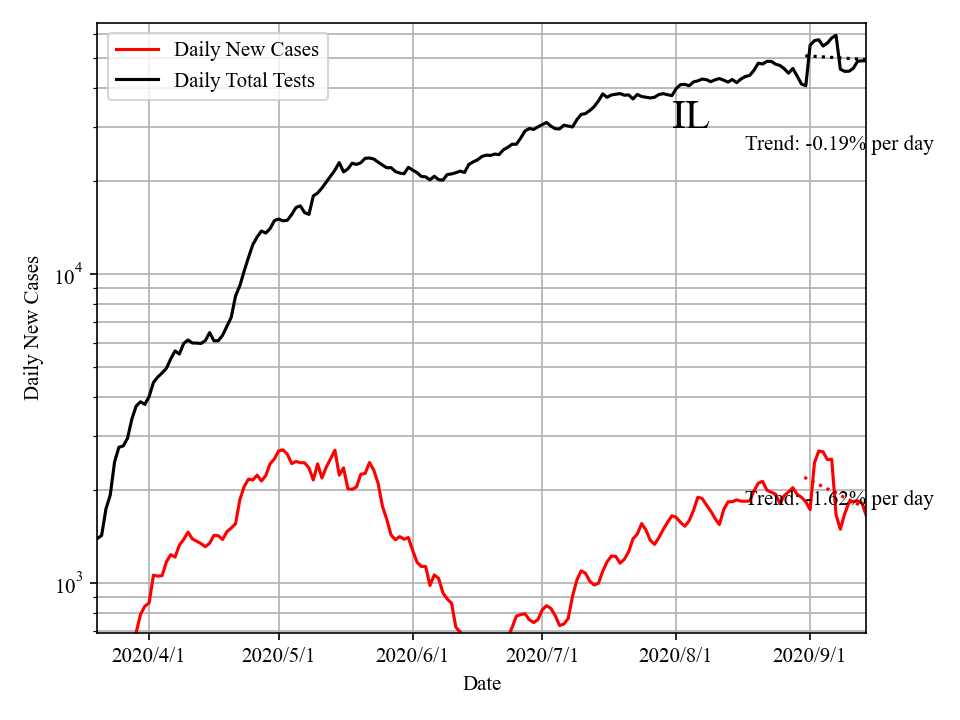 Daily New Cases
Daily Total Tests
IL
Trend: -0.19% per day
Trend: -1.62% per day
Daily New Cases
10^4
10^3
2020/4/1 2020/5/1 2020/6/1 2020/7/1 2020/8/1 2020/9/1
Date